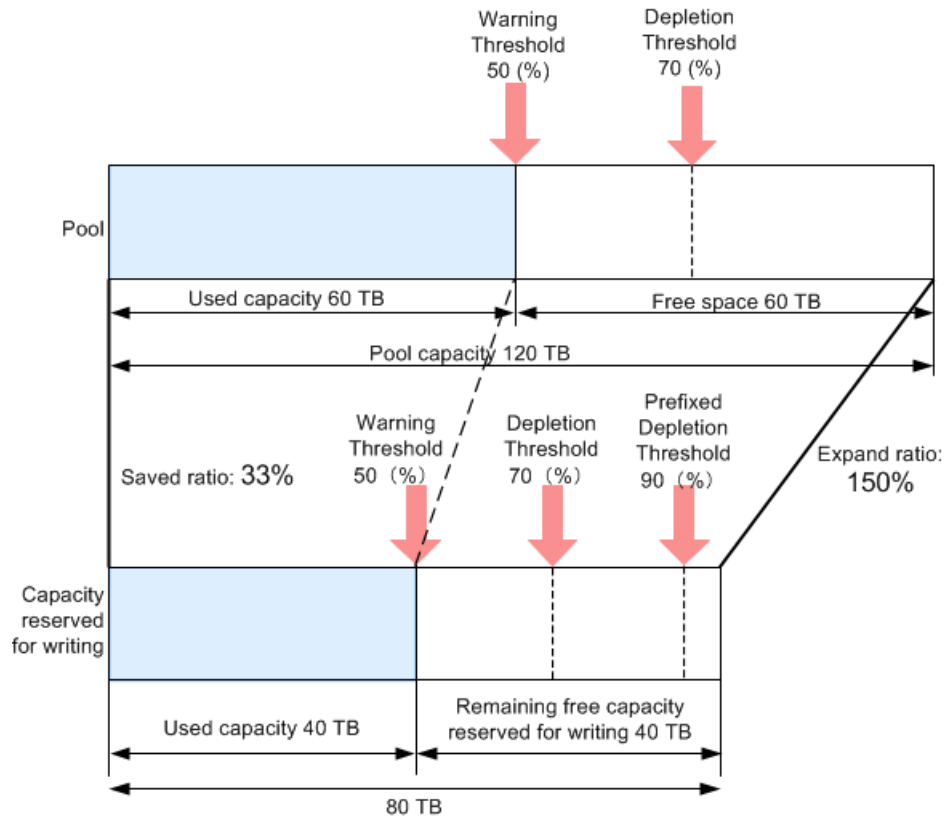 Warning
Threshold
50 (%)
Depletion
Threshold
70 (%)
Pool
Used capacity 60 TB
Free space 60 TB
Pool capacity 120 TB
Warning
Threshold
50 (%)
Depletion
Threshold
70 (%)
Prefixed
Depletion
Threshold
90 (%)
Saved ratio: 33%
Expand ratio:
150%
Capacity
reserved
for writing
Used capacity 40 TB
Remaining free capacity
reserved for writing 40 TB
80 TB